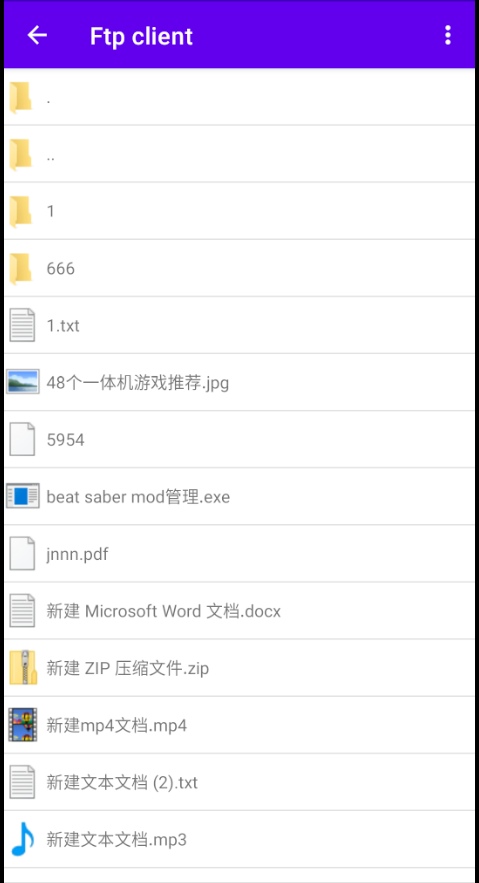 Ftp client
.
..
1
666
1.txt
48个一体机游戏推荐.jpg
5954
beat saber mod管理.exe
jnnn.pdf
新建 Microsoft Word 文档.docx
新建 ZIP 压缩文件.zip
新建mp4文档.mp4
新建文本文档 (2).txt
新建文本文档.mp3